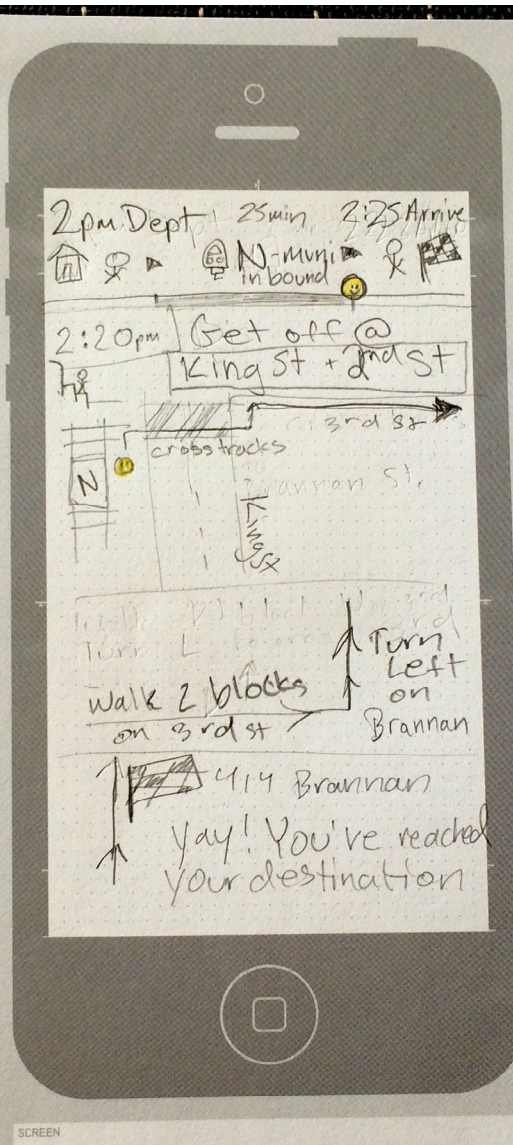 2pm Dept 25min 2:25 Arrive
N-muni
inbound
2:20pm Get off @
King St + 2nd St
3rd St
cross tracks
N
Brannan St.
King St
Turn L
Turn
Left
on
Brannan
Walk 2 blocks
on 3rd St
414 Brannan
Yay! You've reached
your destination
SCREEN